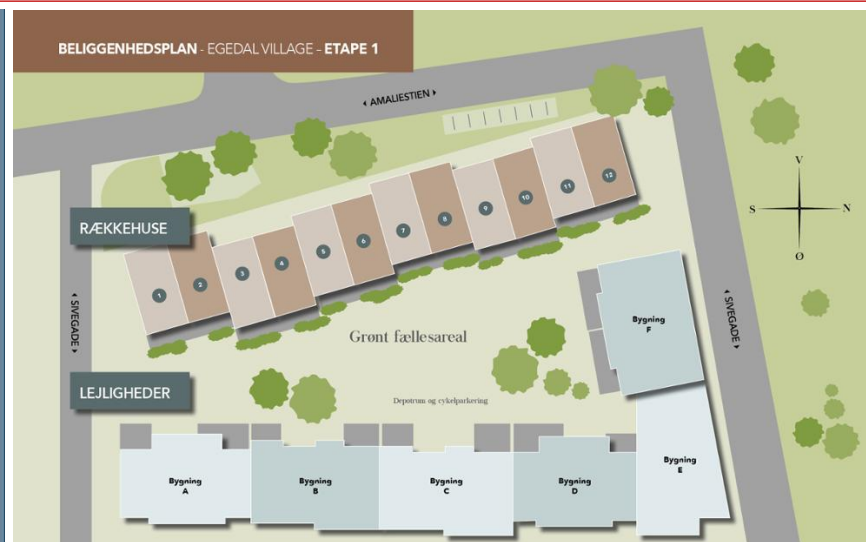 BELIGGENHEDSPLAN - EGEDAL VILLAGE - ETAPE 1
AMALIESTIEN
RÆKKEHUSE
1
2
3
4
5
6
7
8
9
10
11
12
V
S
N
Ø
SIVEGADE
SIVEGADE
Grønt fællesareal
LEJLIGHEDER
Depotrum og cykelparkering
Bygning
F
Bygning
A
Bygning
B
Bygning
C
Bygning
D
Bygning
E